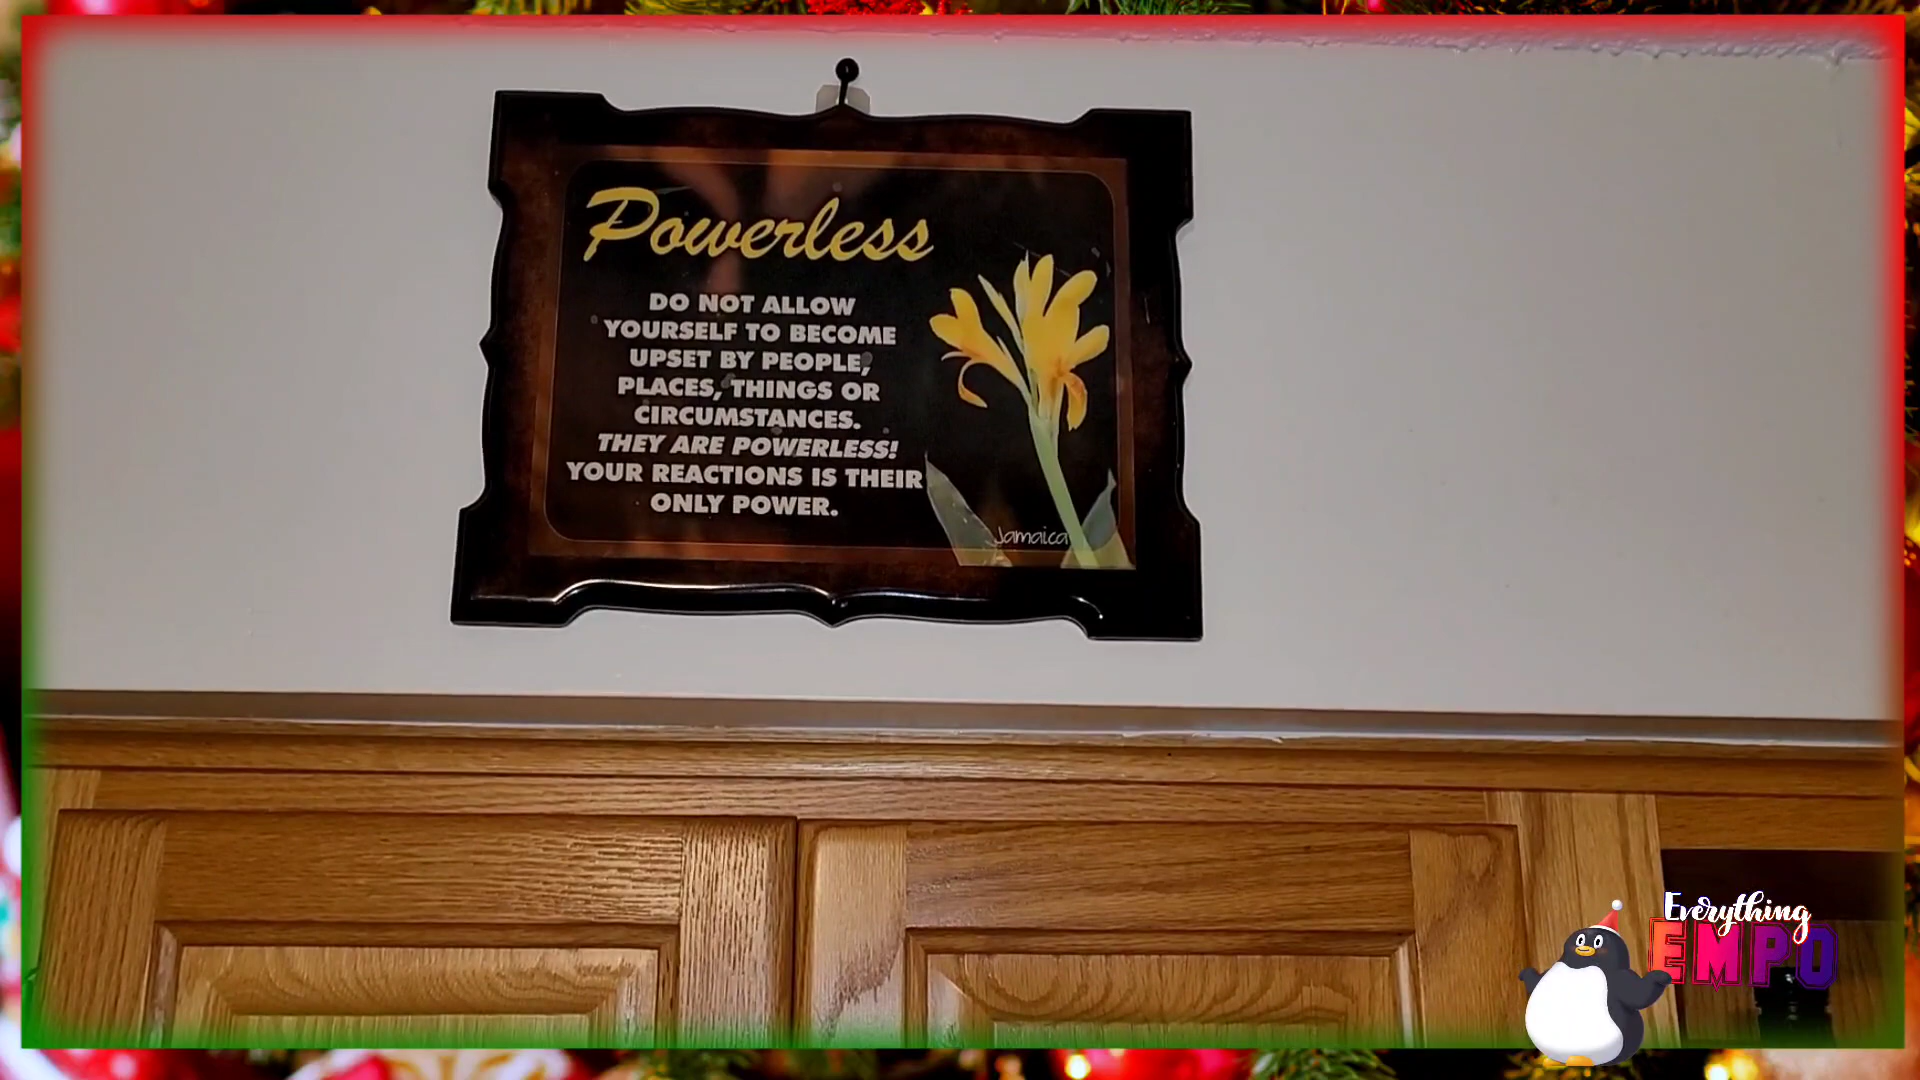 Powerless
DO NOT ALLOW
YOURSELF TO BECOME
UPSET BY PEOPLE,
PLACES, THINGS OR
CIRCUMSTANCES.
THEY ARE POWERLESS!
YOUR REACTIONS IS THEIR
ONLY POWER.
Jamaica
Everything
EMPO